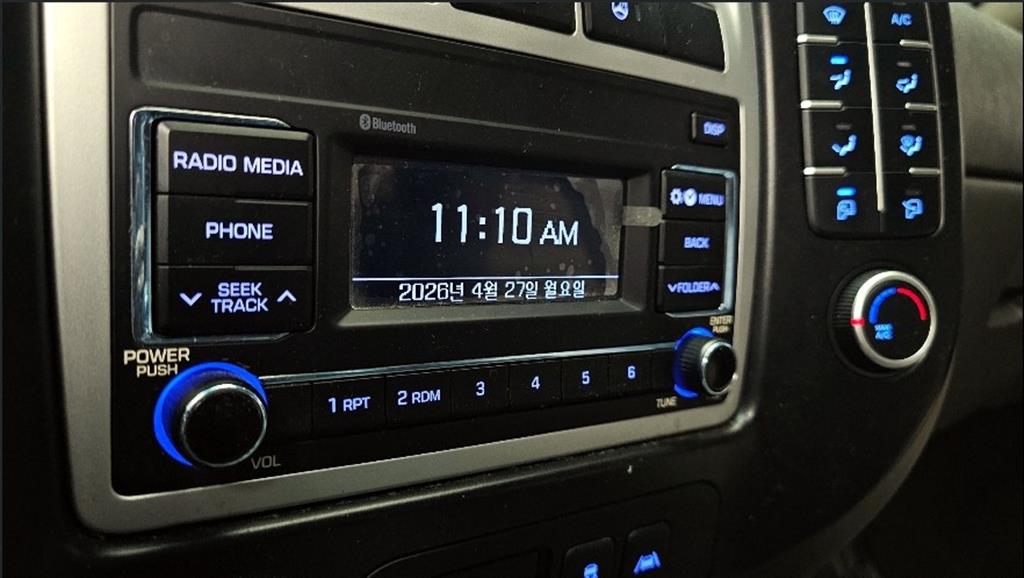 Bluetooth
DISP
A/C
RADIO MEDIA
PHONE
SEEK
TRACK
11:10 AM
2026년 4월 27일 월요일
MENU
BACK
FOLDER
POWER
PUSH
VOL
1 RPT
2 RDM
3
4
5
6
ENTER
PUSH
TUNE
MAX
A/C